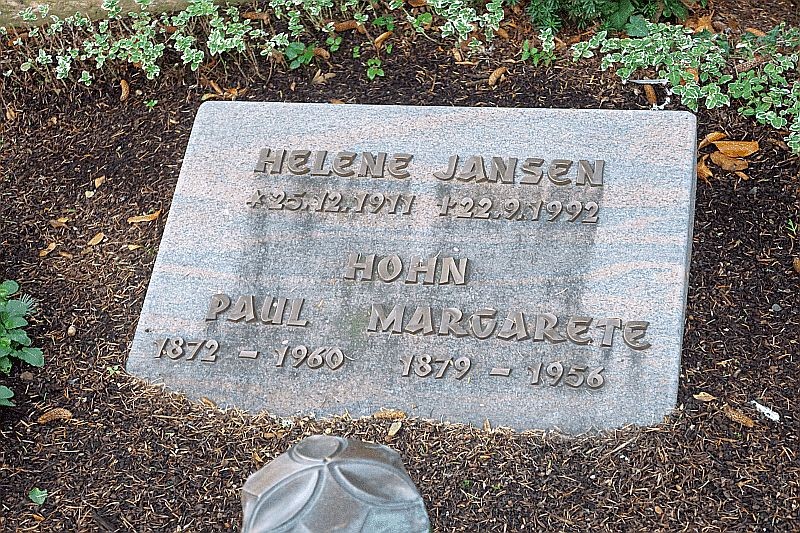 HELENE JANSEN
*25.12.1911 †22.9.1992
HOHN
PAUL MARGARETE
1872 – 1960 1879 – 1956